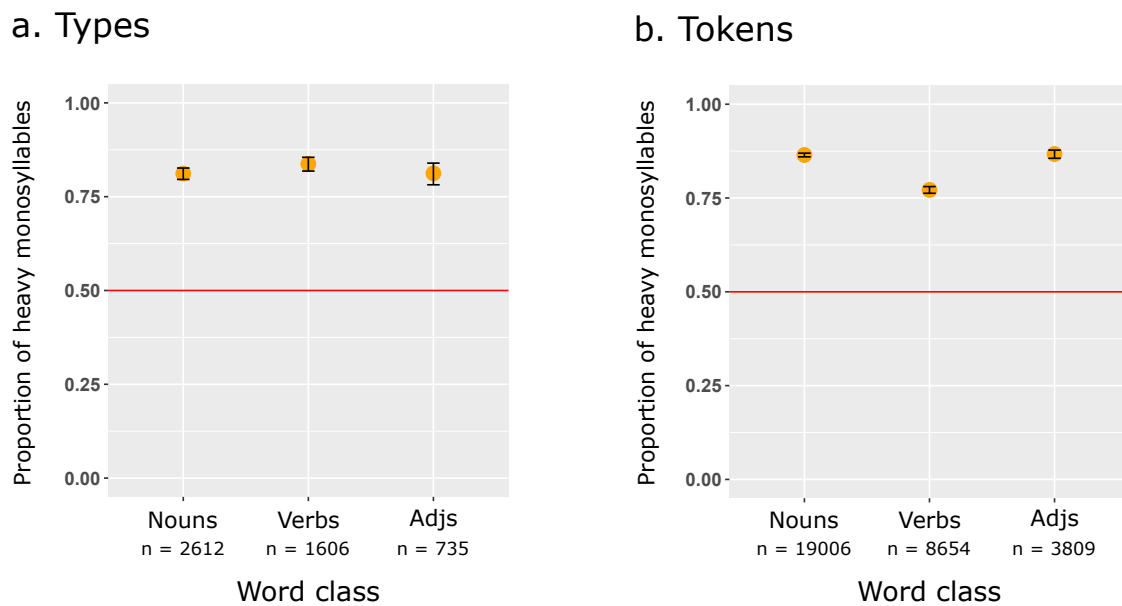 a. Types
Proportion of heavy monosyllables
1.00
0.75
0.50
0.25
0.00
Nouns Verbs Adjs
n = 2612 n = 1606 n = 735
Word class
b. Tokens
Proportion of heavy monosyllables
1.00
0.75
0.50
0.25
0.00
Nouns Verbs Adjs
n = 19006 n = 8654 n = 3809
Word class